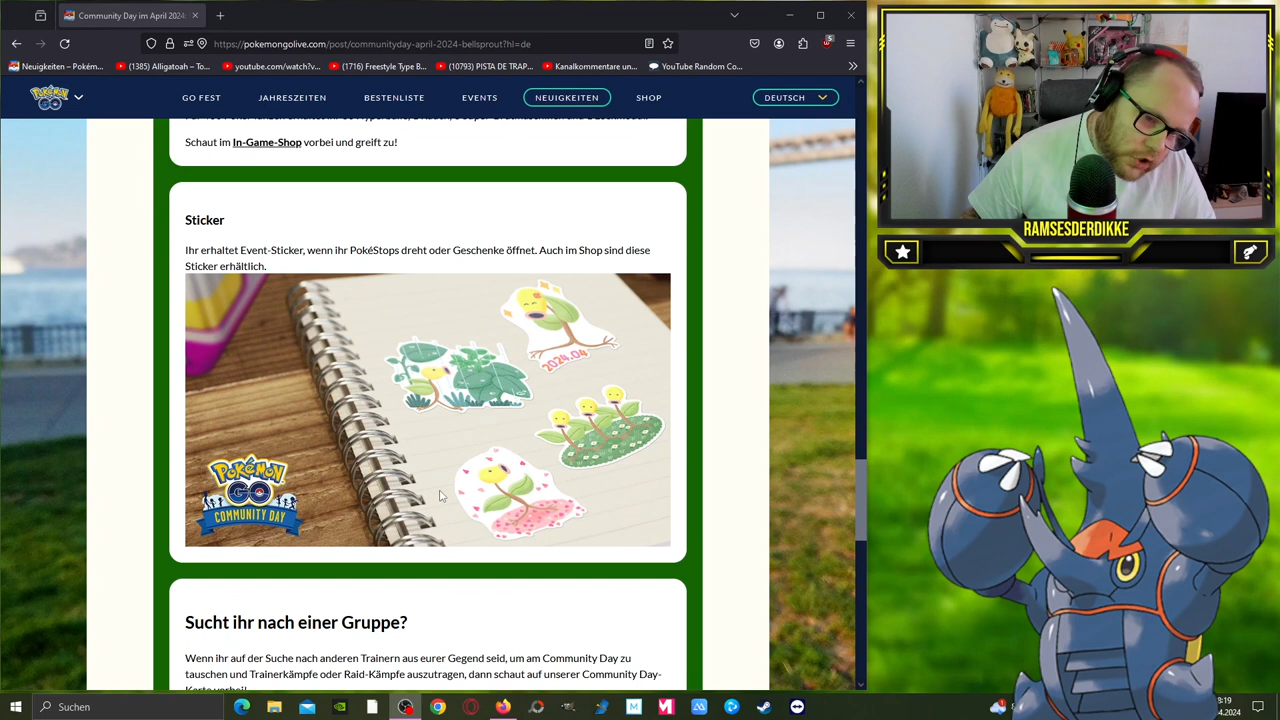 Community Day im April 2024:
https://pokemongolive.com/post/communityday-april-2024-bellsprout?hl=de
5
Neuigkeiten – Pokém...
(1385) Alligatoah – To...
youtube.com/watch?v...
(1716) Freestyle Type B...
(10793) PISTA DE TRAP...
Kanalkommentare un...
YouTube Random Co...
GO FEST
JAHRESZEITEN
BESTENLISTE
EVENTS
NEUIGKEITEN
SHOP
DEUTSCH
Schaut im In-Game-Shop vorbei und greift zu!
Sticker
Ihr erhaltet Event-Sticker, wenn ihr PokéStops dreht oder Geschenke öffnet. Auch im Shop sind diese
Sticker erhältlich.
2024.04
Pokémon
GO
COMMUNITY DAY
Sucht ihr nach einer Gruppe?
Wenn ihr auf der Suche nach anderen Trainern aus eurer Gegend seid, um am Community Day zu
tauschen und Trainerkämpfe oder Raid-Kämpfe auszutragen, dann schaut auf unserer Community Day-
RAMSESDERDIKKE
Suchen
8:19
.2024